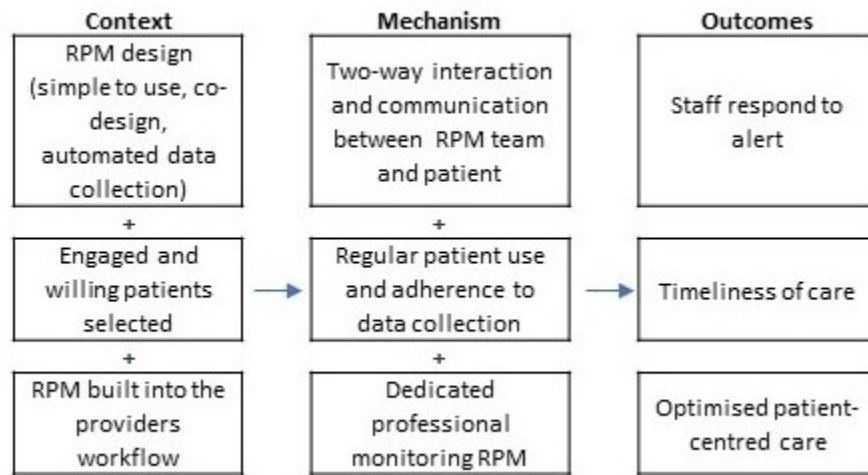 Context
RPM design
(simple to use, co-
design,
automated data
collection)
+
Engaged and
willing patients
selected
+
RPM built into the
providers
workflow
Mechanism
Two-way interaction
and communication
between RPM team
and patient
+
Regular patient use
and adherence to
data collection
+
Dedicated
professional
monitoring RPM
Outcomes
Staff respond to
alert
Timeliness of care
Optimised patient-
centred care